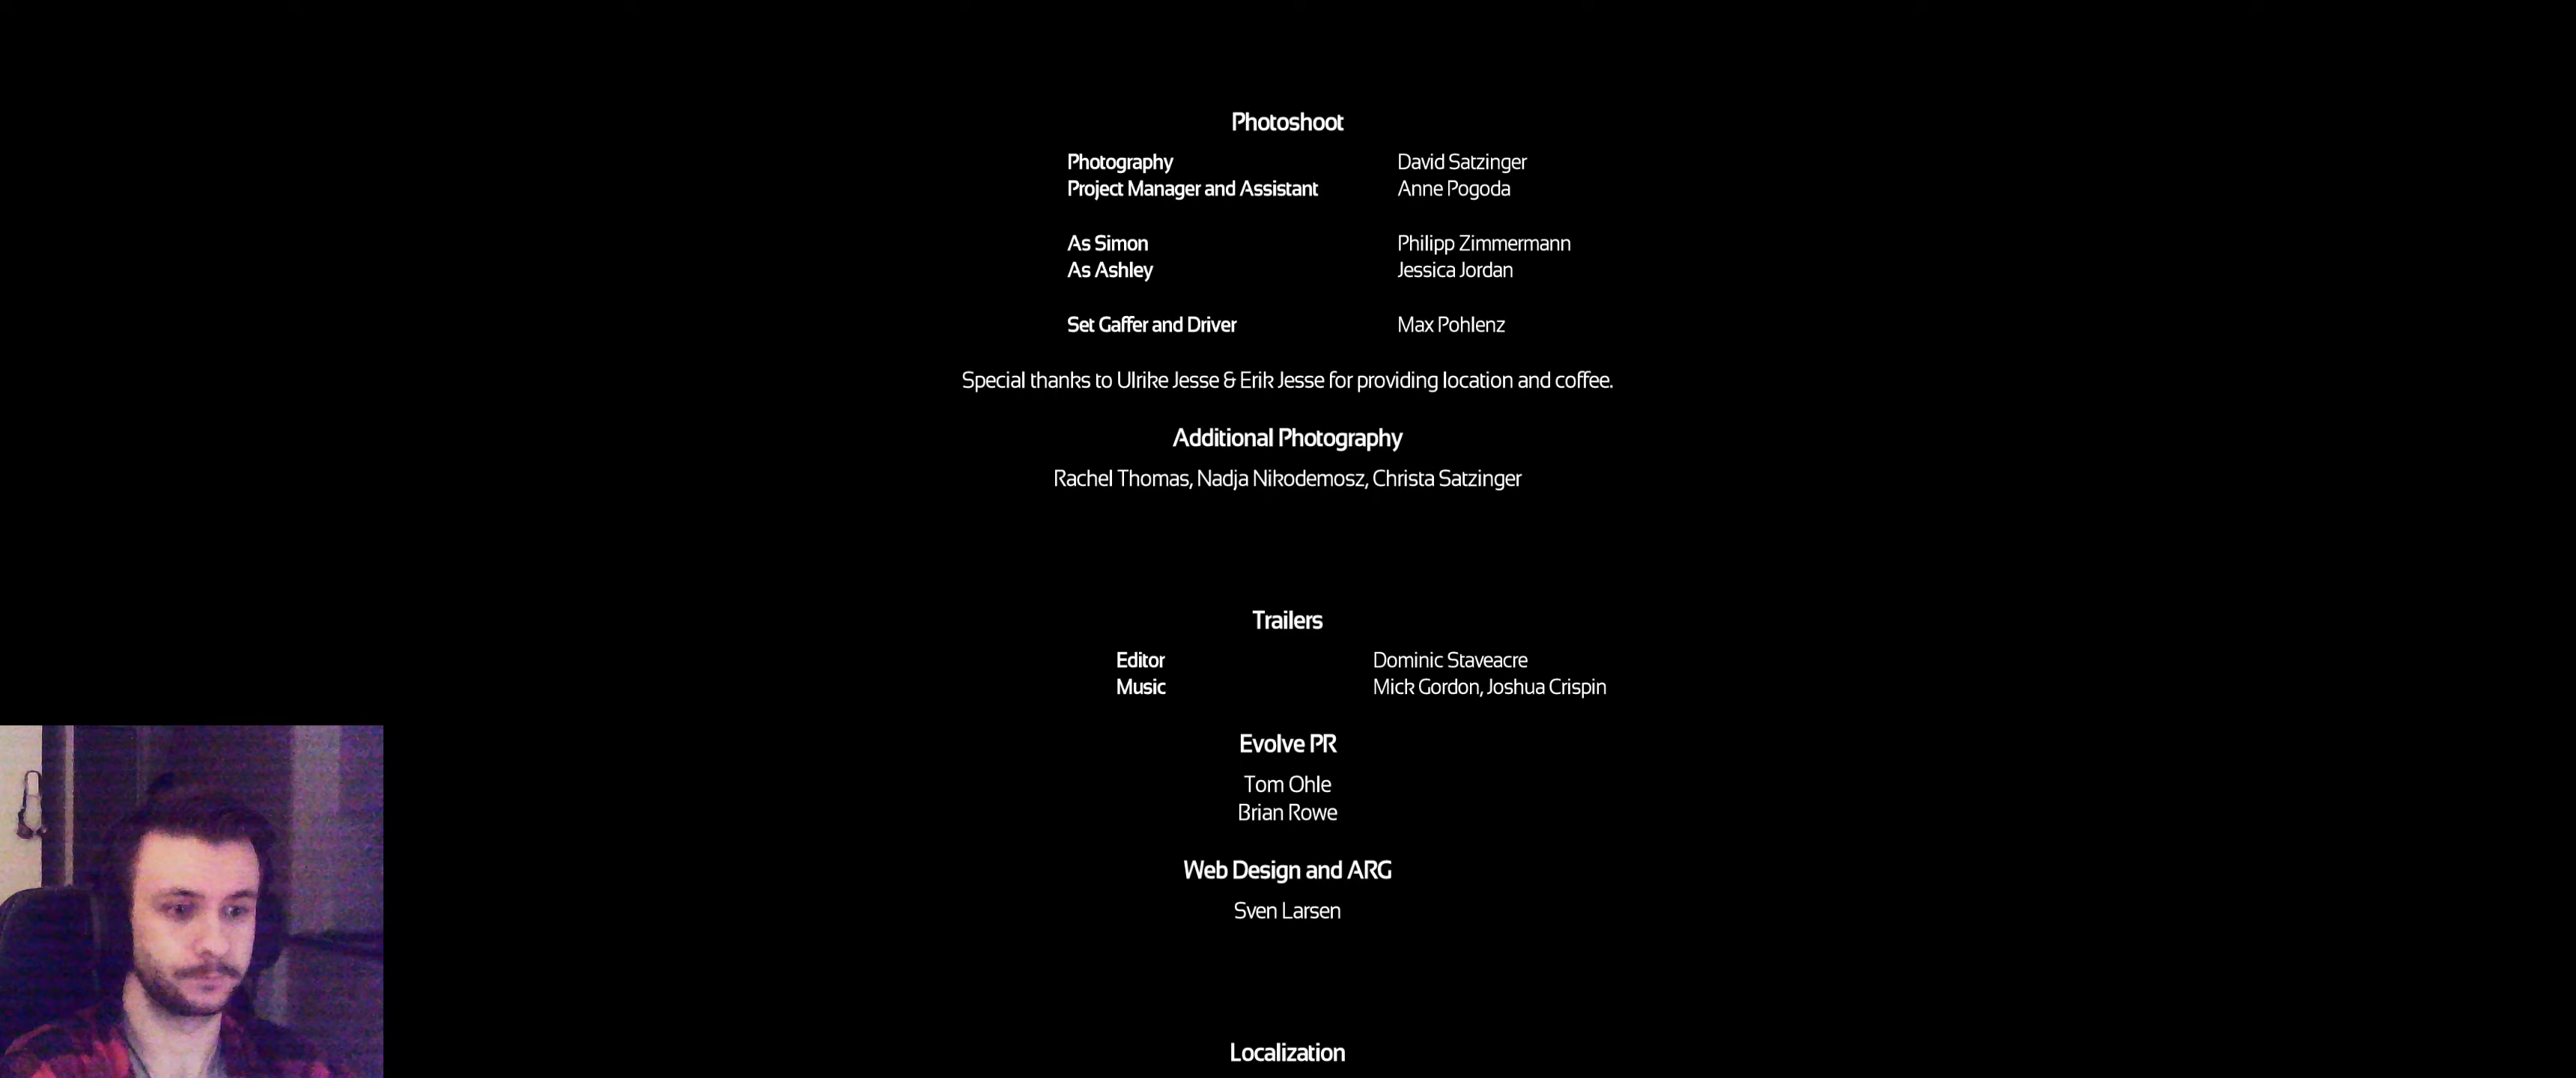 Photoshoot
Photography David Satzinger
Project Manager and Assistant Anne Pogoda
As Simon Philipp Zimmermann
As Ashley Jessica Jordan
Set Gaffer and Driver Max Pohlenz
Special thanks to Ulrike Jesse & Erik Jesse for providing location and coffee.
Additional Photography
Rachel Thomas, Nadja Nikodemosz, Christa Satzinger
Trailers
Editor Dominic Staveacre
Music Mick Gordon, Joshua Crispin
Evolve PR
Tom Ohle
Brian Rowe
Web Design and ARG
Sven Larsen
Localization